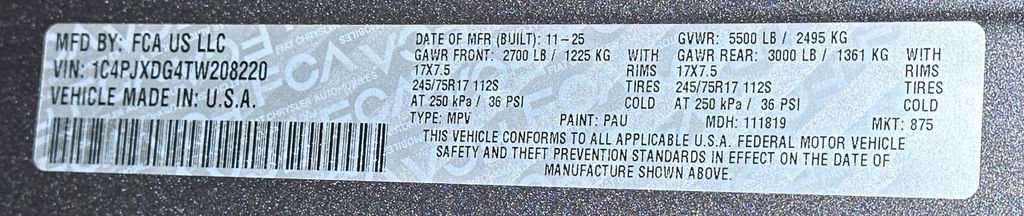 MFD BY: FCA US LLC
VIN: 1C4PJXDG4TW208220
VEHICLE MADE IN: U.S.A.
DATE OF MFR (BUILT): 11-25
GVWR: 5500 LB / 2495 KG
GAWR FRONT: 2700 LB / 1225 KG WITH
17X7.5 RIMS
245/75R17 112S TIRES
AT 250 kPa / 36 PSI COLD
GAWR REAR: 3000 LB / 1361 KG WITH
17X7.5 RIMS
245/75R17 112S TIRES
AT 250 kPa / 36 PSI COLD
TYPE: MPV PAINT: PAU MDH: 111819 MKT: 875
THIS VEHICLE CONFORMS TO ALL APPLICABLE U.S.A. FEDERAL MOTOR VEHICLE
SAFETY AND THEFT PREVENTION STANDARDS IN EFFECT ON THE DATE OF
MANUFACTURE SHOWN ABOVE.